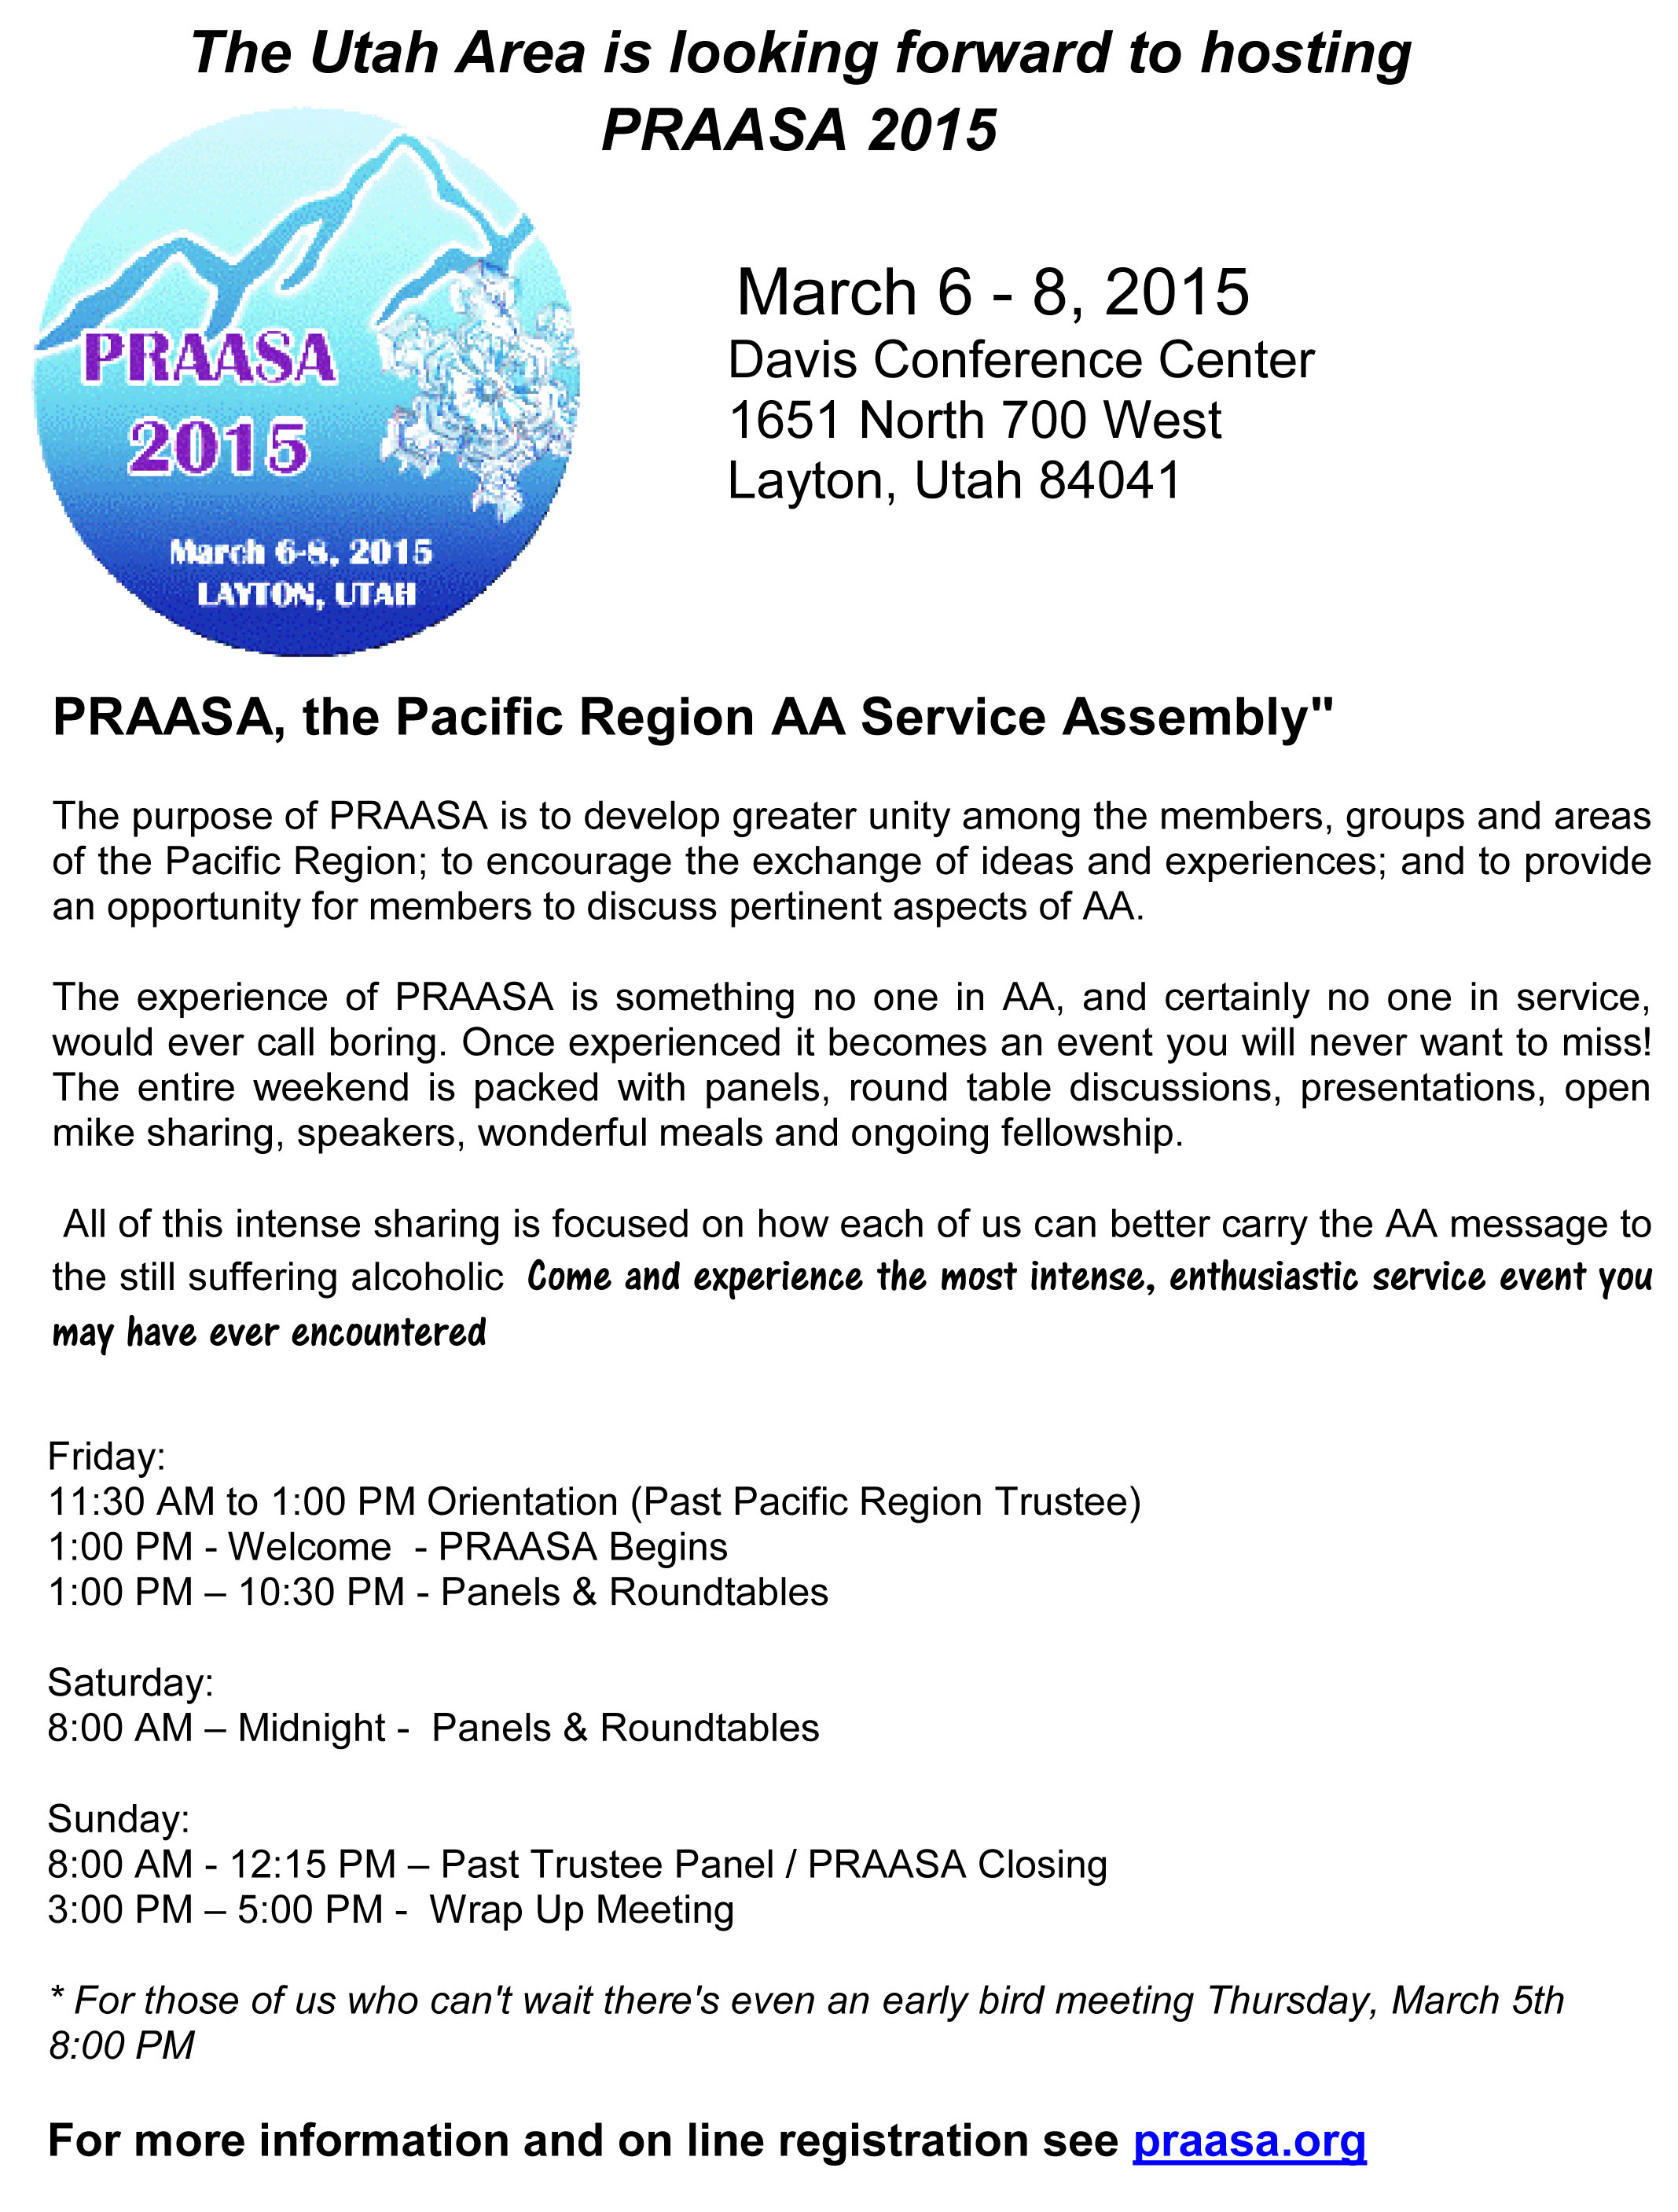 The Utah Area is looking forward to hosting
PRAASA 2015
PRAASA
2015
March 6-8, 2015
LAYTON, UTAH
March 6 - 8, 2015
Davis Conference Center
1651 North 700 West
Layton, Utah 84041
PRAASA, the Pacific Region AA Service Assembly"
The purpose of PRAASA is to develop greater unity among the members, groups and areas
of the Pacific Region; to encourage the exchange of ideas and experiences; and to provide
an opportunity for members to discuss pertinent aspects of AA.
The experience of PRAASA is something no one in AA, and certainly no one in service,
would ever call boring. Once experienced it becomes an event you will never want to miss!
The entire weekend is packed with panels, round table discussions, presentations, open
mike sharing, speakers, wonderful meals and ongoing fellowship.
All of this intense sharing is focused on how each of us can better carry the AA message to
the still suffering alcoholic Come and experience the most intense, enthusiastic service event you
may have ever encountered
Friday:
11:30 AM to 1:00 PM Orientation (Past Pacific Region Trustee)
1:00 PM - Welcome - PRAASA Begins
1:00 PM – 10:30 PM - Panels & Roundtables
Saturday:
8:00 AM – Midnight - Panels & Roundtables
Sunday:
8:00 AM - 12:15 PM – Past Trustee Panel / PRAASA Closing
3:00 PM – 5:00 PM - Wrap Up Meeting
* For those of us who can't wait there's even an early bird meeting Thursday, March 5th
8:00 PM
For more information and on line registration see praasa.org